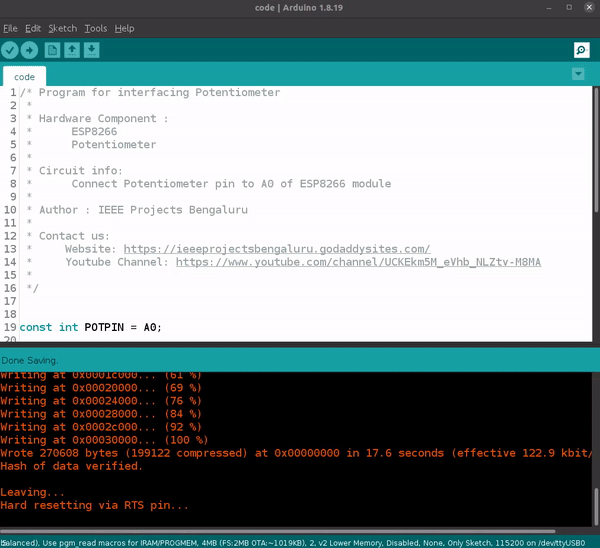 code | Arduino 1.8.19
File Edit Sketch Tools Help
code
1 /* Program for interfacing Potentiometer
2 *
3 * Hardware Component :
4 * ESP8266
5 * Potentiometer
6 *
7 * Circuit info:
8 * Connect Potentiometer pin to A0 of ESP8266 module
9 *
10 * Author : IEEE Projects Bengaluru
11 *
12 * Contact us:
13 * Website: https://ieeeprojectsbengaluru.godaddysites.com/
14 * Youtube Channel: https://www.youtube.com/channel/UCKEkm5M_eVhb_NLZtv-M8MA
15 *
16 */
17
18
19 const int POTPIN = A0;
20
Done Saving.
Writing at 0x0001c000... (61 %)
Writing at 0x00020000... (69 %)
Writing at 0x00024000... (76 %)
Writing at 0x00028000... (84 %)
Writing at 0x0002c000... (92 %)
Writing at 0x00030000... (100 %)
Wrote 270608 bytes (199122 compressed) at 0x00000000 in 17.6 seconds (effective 122.9 kbit/
Hash of data verified.
Leaving...
Hard resetting via RTS pin...
balanced), Use pgm_read macros for IRAM/PROGMEM, 4MB (FS:2MB OTA:~1019KB), 2, v2 Lower Memory, Disabled, None, Only Sketch, 115200 on /dev/ttyUSB0